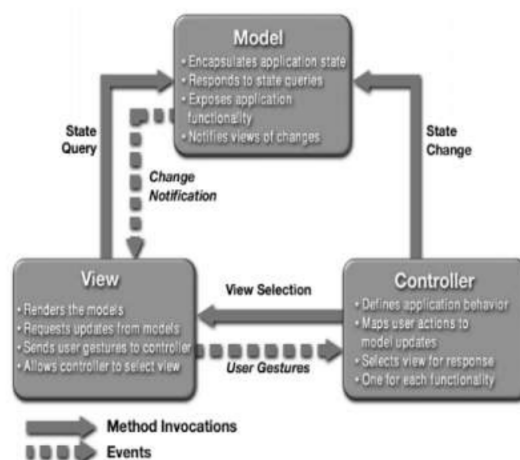 Model
• Encapsulates application state
• Responds to state queries
• Exposes application
functionality
• Notifies views of changes
State
Query
State
Change
Change
Notification
View
• Renders the models
• Requests updates from models
• Sends user gestures to controller
• Allows controller to select view
View Selection
User Gestures
Controller
• Defines application behavior
• Maps user actions to
model updates
• Selects view for response
• One for each functionality
Method Invocations
Events